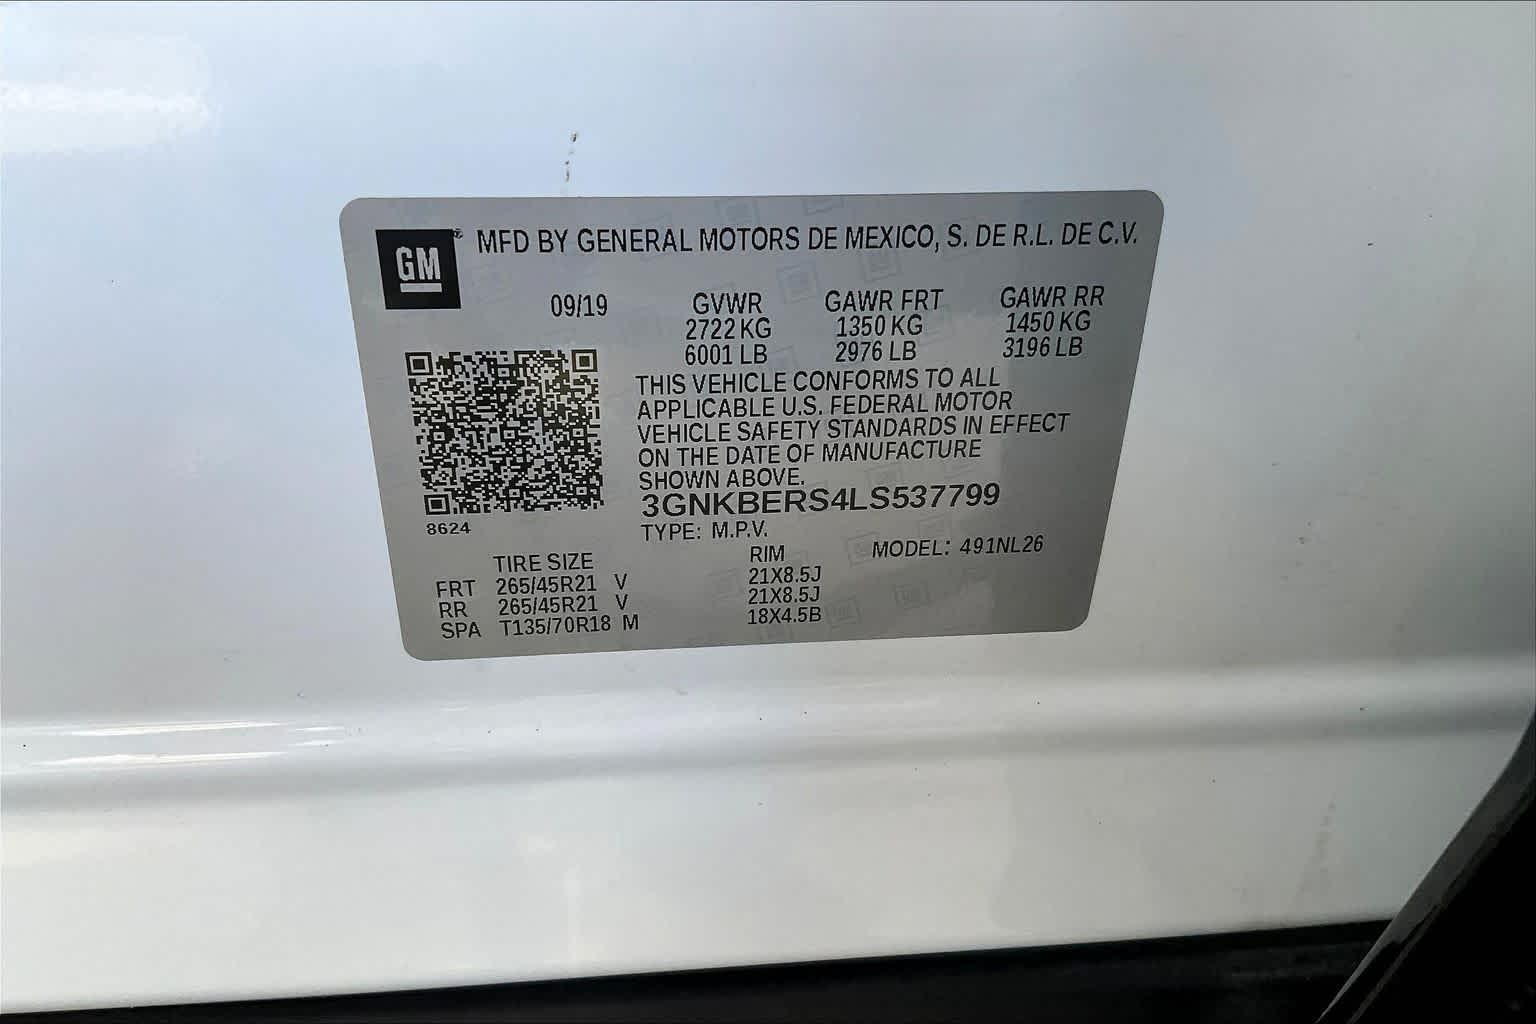 GM ® MFD BY GENERAL MOTORS DE MEXICO, S. DE R.L. DE C.V.
09/19 GVWR GAWR FRT GAWR RR
2722 KG 1350 KG 1450 KG
6001 LB 2976 LB 3196 LB
THIS VEHICLE CONFORMS TO ALL
APPLICABLE U.S. FEDERAL MOTOR
VEHICLE SAFETY STANDARDS IN EFFECT
ON THE DATE OF MANUFACTURE
SHOWN ABOVE.
3GNKBERS4LS537799
8624
TYPE: M.P.V.
MODEL: 491NL26
TIRE SIZE RIM
FRT 265/45R21 V 21X8.5J
RR 265/45R21 V 21X8.5J
SPA T135/70R18 M 18X4.5B